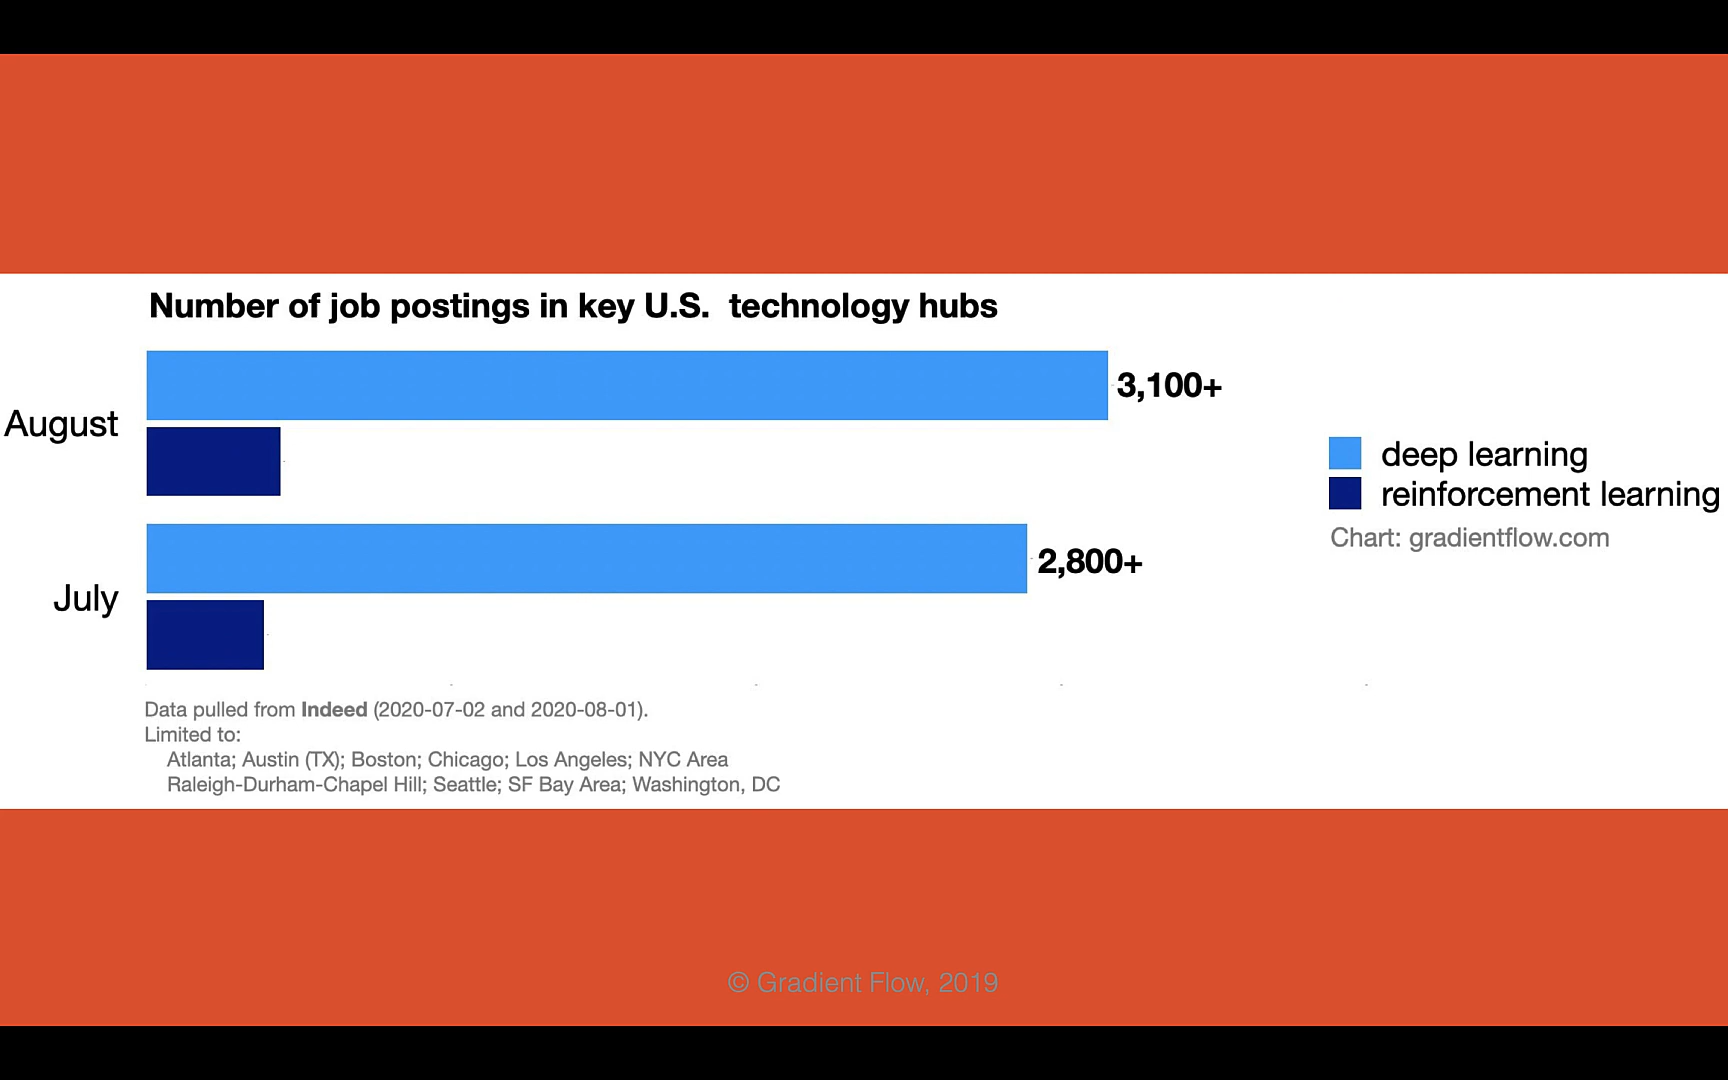 Number of job postings in key U.S.  technology hubs
3,100+
August
deep learning
reinforcement learning
Chart: gradientflow.com
2,800+
July
Data pulled from Indeed (2020-07-02 and 2020-08-01).
Limited to:
Atlanta; Austin (TX); Boston; Chicago; Los Angeles; NYC Area
Raleigh-Durham-Chapel Hill; Seattle; SF Bay Area; Washington, DC
© Gradient Flow, 2019